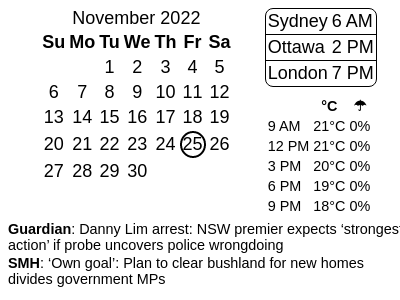 November 2022
Su Mo Tu We Th Fr Sa
1 2 3 4 5
6 7 8 9 10 11 12
13 14 15 16 17 18 19
20 21 22 23 24 25 26
27 28 29 30
Sydney 6 AM
Ottawa 2 PM
London 7 PM
°C ☂
9 AM 21°C 0%
12 PM 21°C 0%
3 PM 20°C 0%
6 PM 19°C 0%
9 PM 18°C 0%
Guardian: Danny Lim arrest: NSW premier expects ‘strongest
action’ if probe uncovers police wrongdoing
SMH: ‘Own goal’: Plan to clear bushland for new homes
divides government MPs